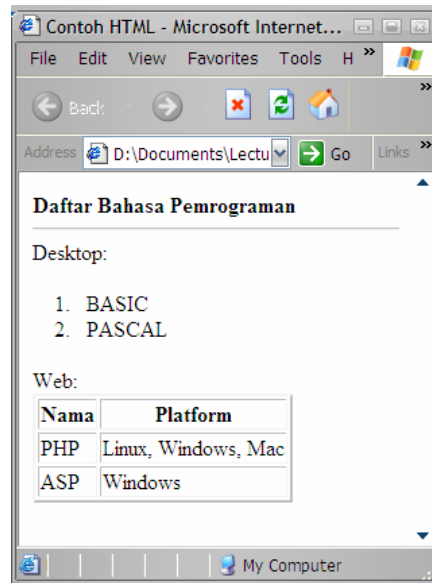 Contoh HTML - Microsoft Internet...
File Edit View Favorites Tools H »
Back »
Address D:\Documents\Lectu Go Links »
Daftar Bahasa Pemrograman
Desktop:
1. BASIC
2. PASCAL
Web:
Nama Platform
PHP Linux, Windows, Mac
ASP Windows
My Computer